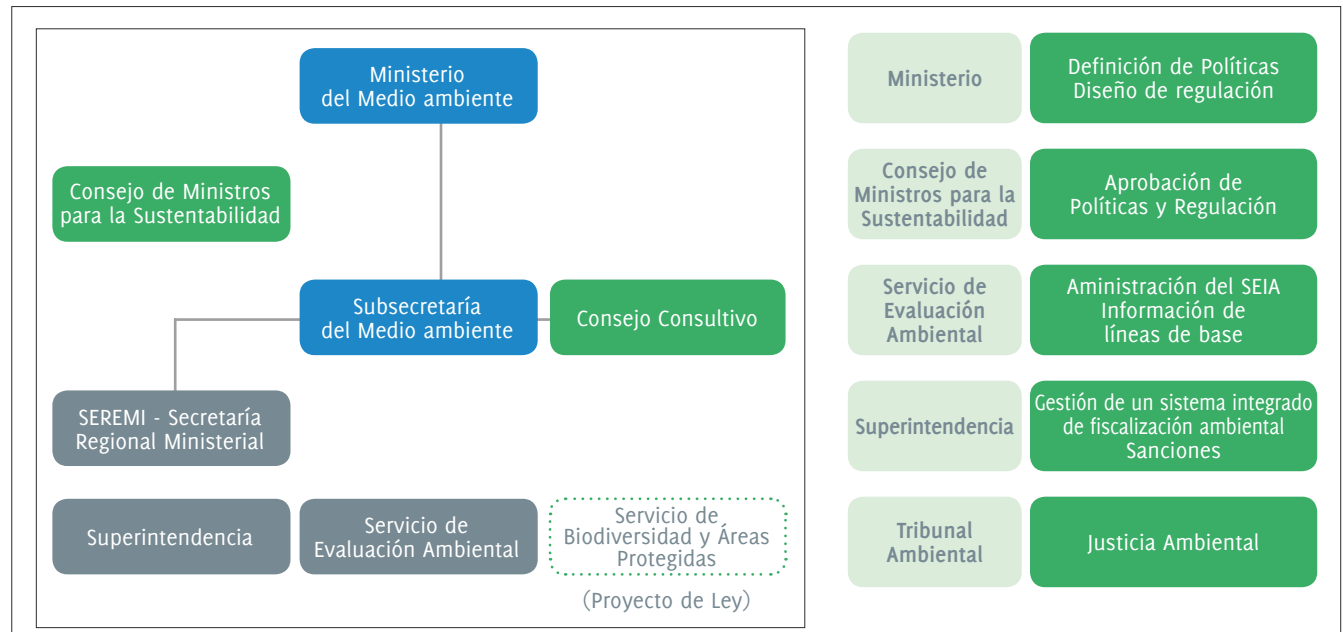 Ministerio
del Medio ambiente
Consejo de Ministros
para la Sustentabilidad
Subsecretaría
del Medio ambiente
Consejo Consultivo
SEREMI - Secretaría
Regional Ministerial
Superintendencia
Servicio de
Evaluación Ambiental
Servicio de
Biodiversidad y Áreas
Protegidas
(Proyecto de Ley)
Ministerio
Definición de Políticas
Diseño de regulación
Consejo de
Ministros para la
Sustentabilidad
Aprobación de
Políticas y Regulación
Servicio de
Evaluación
Ambiental
Aministración del SEIA
Información de
líneas de base
Superintendencia
Gestión de un sistema integrado
de fiscalización ambiental
Sanciones
Tribunal
Ambiental
Justicia Ambiental